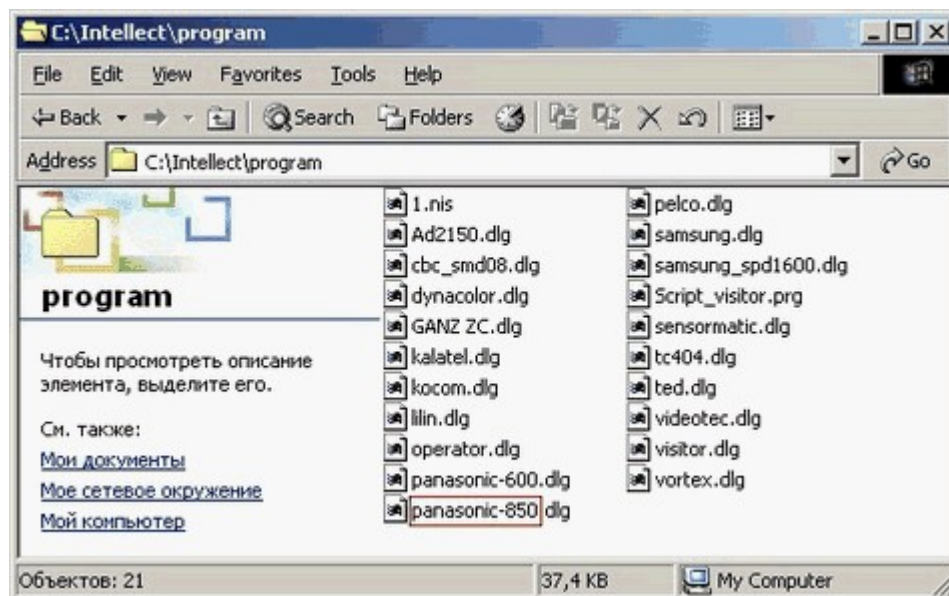 C:\Intellect\program
File Edit View Favorites Tools Help
Back Search Folders
Address C:\Intellect\program Go
program
Чтобы просмотреть описание
элемента, выделите его.
См. также:
Мои документы
Мое сетевое окружение
Мой компьютер
1.nis
Ad2150.dlg
cbc_smd08.dlg
dynacolor.dlg
GANZ ZC.dlg
kalatel.dlg
kocom.dlg
lilin.dlg
operator.dlg
panasonic-600.dlg
panasonic-850.dlg
pelco.dlg
samsung.dlg
samsung_spd1600.dlg
Script_visitor.prg
sensormatic.dlg
tc404.dlg
ted.dlg
videotec.dlg
visitor.dlg
vortex.dlg
Объектов: 21 37,4 KB My Computer